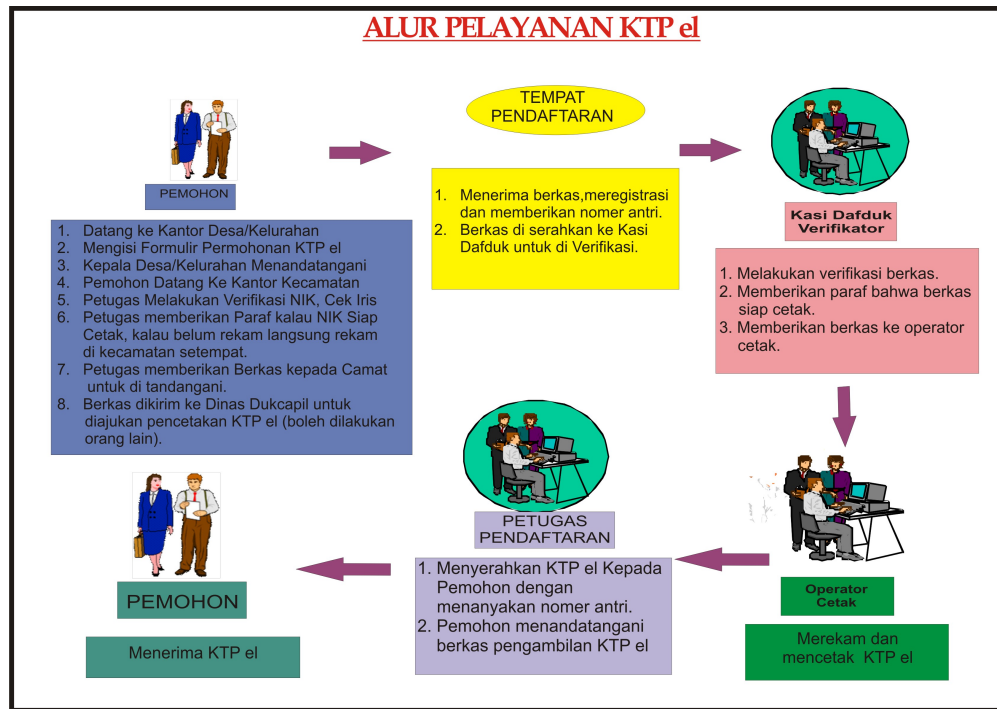 ALUR PELAYANAN KTP el
PEMOHON
1. Datang ke Kantor Desa/Kelurahan
2. Mengisi Formulir Permohonan KTP el
3. Kepala Desa/Kelurahan Menandatangani
4. Pemohon Datang Ke Kantor Kecamatan
5. Petugas Melakukan Verifikasi NIK, Cek Iris
6. Petugas memberikan Paraf kalau NIK Siap
Cetak, kalau belum rekam langsung rekam
di kecamatan setempat.
7. Petugas memberikan Berkas kepada Camat
untuk di tandangani.
8. Berkas dikirim ke Dinas Dukcapil untuk
diajukan pencetakan KTP el (boleh dilakukan
orang lain).
TEMPAT
PENDAFTARAN
1. Menerima berkas,meregistrasi
dan memberikan nomer antri.
2. Berkas di serahkan ke Kasi
Dafduk untuk di Verifikasi.
Kasi Dafduk
Verifikator
1. Melakukan verifikasi berkas.
2. Memberikan paraf bahwa berkas
siap cetak.
3. Memberikan berkas ke operator
cetak.
Operator
Cetak
Merekam dan
mencetak KTP el
PETUGAS
PENDAFTARAN
1. Menyerahkan KTP el Kepada
Pemohon dengan
menanyakan nomer antri.
2. Pemohon menandatangani
berkas pengambilan KTP el
PEMOHON
Menerima KTP el